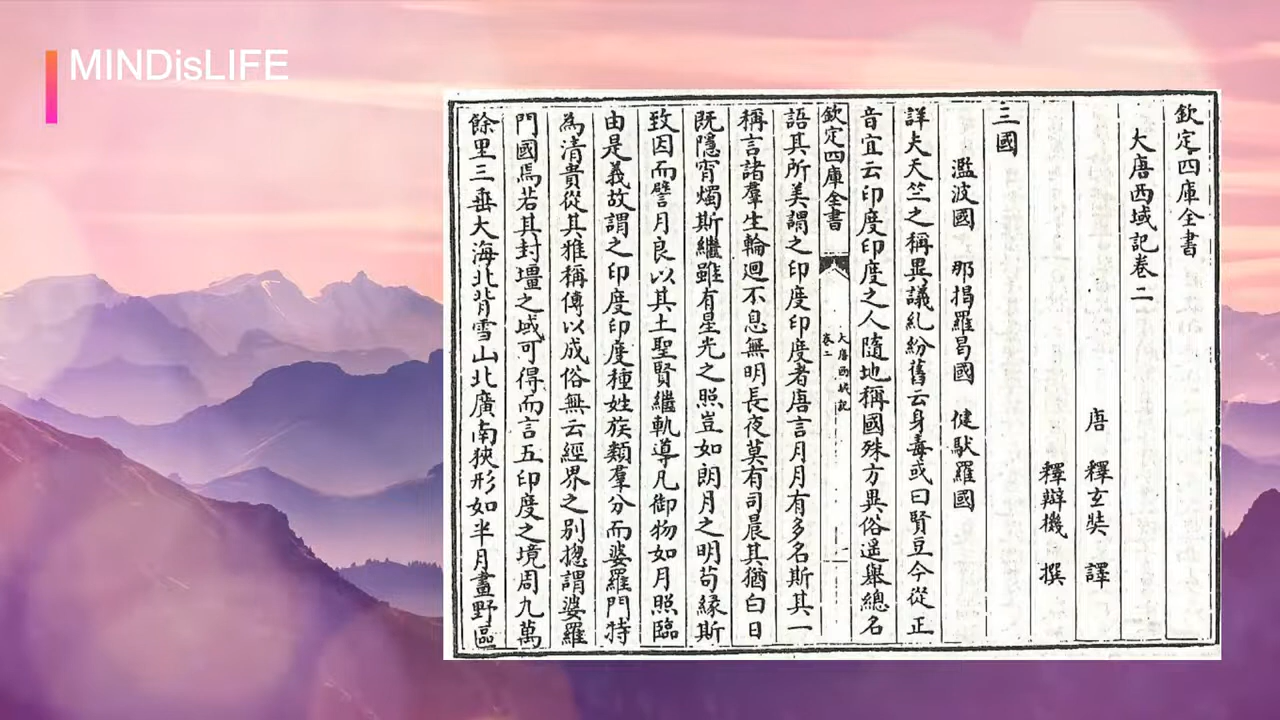 MINDisLIFE
欽定四庫全書
大唐西域記卷二
唐 釋玄奘 譯
釋辯機 撰
三國
濫波國 那揭羅曷國 健馱羅國
詳夫天竺之稱異議糺紛舊云身毒或曰賢豆今從正
音宜云印度印度之人隨地稱國殊方異俗遥舉總名
欽定四庫全書
大唐西域記
卷二
一
語其所美謂之印度印度者唐言月月有多名斯其一
稱言諸羣生輪迴不息無明長夜莫有司晨其猶白日
既隱宵燭斯繼雖有星光之照豈如朗月之明苟緣斯
致因而譬月良以其土聖賢繼軌導凡御物如月照臨
由是義故謂之印度印度種姓族類羣分而婆羅門特
為清貴從其雅稱傳以成俗無云經界之别摠謂婆羅
門國焉若其封壃之域可得而言五印度之境周九萬
餘里三垂大海北背雪山北廣南狹形如半月畫野區